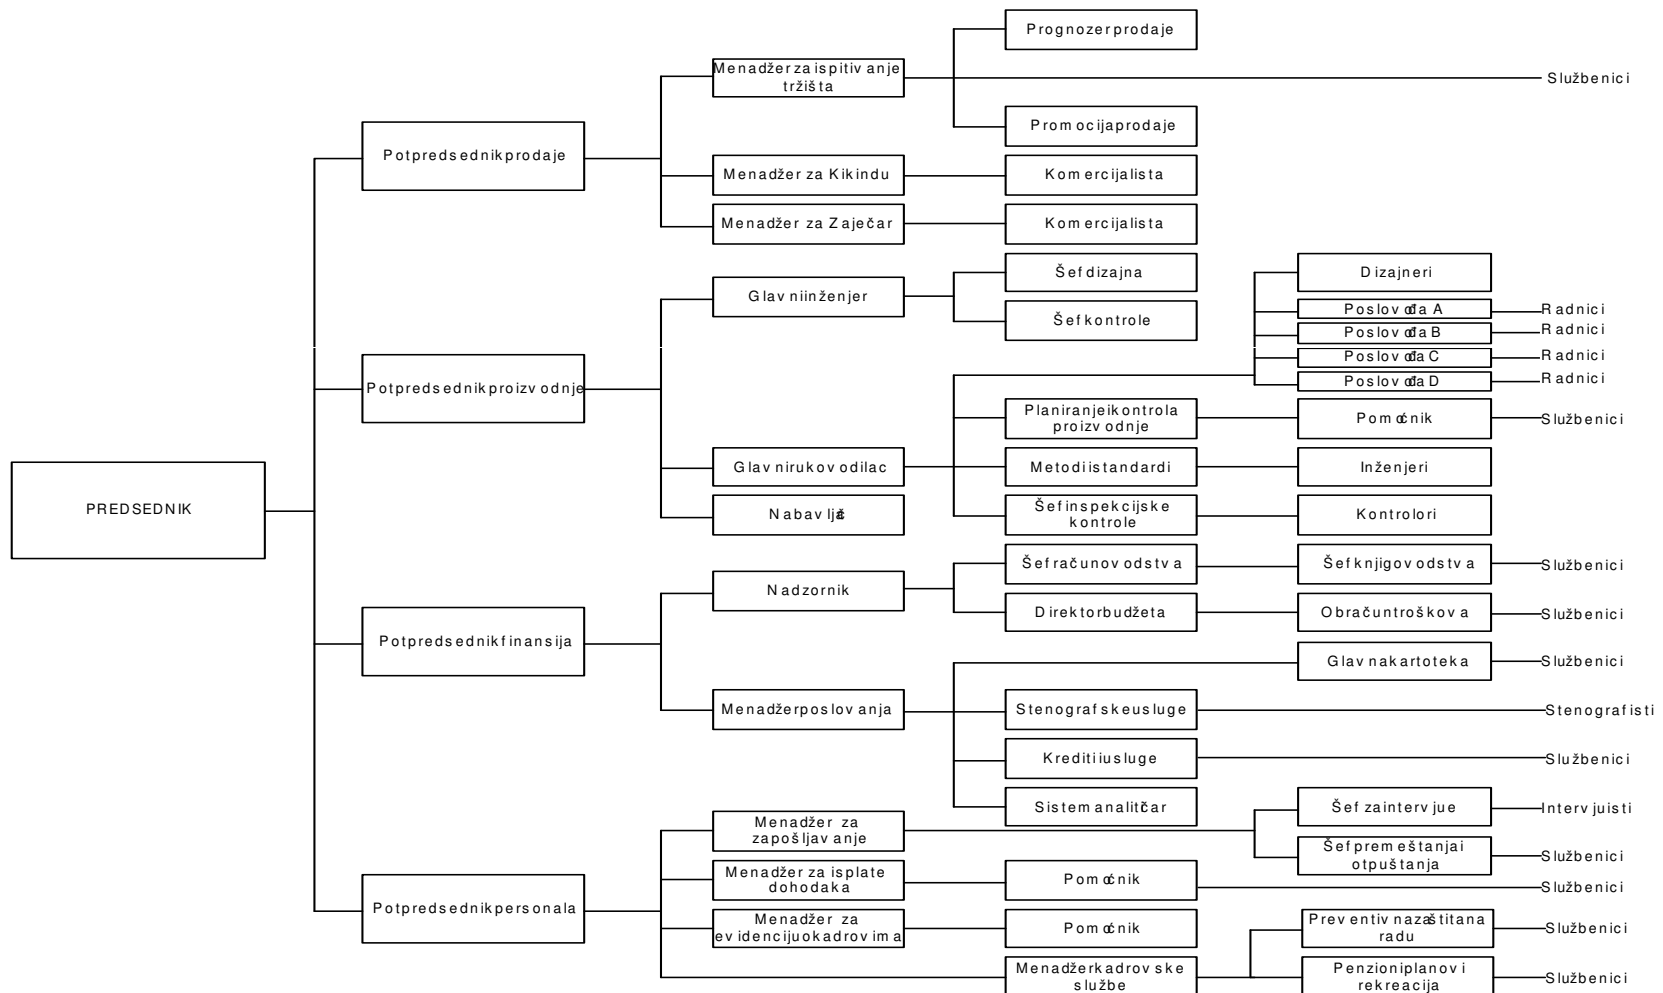 Prognozer prodaje
Menadžer za ispitivanje
tržišta
Službenici
Promocija prodaje
Potpredsednik prodaje
Menadžer za Kikindu
Komercijalista
Menadžer za Zaječar
Komercijalista
Šef dizajna
Dizajneri
Glavni inženjer
Poslovođa A
Radnici
Šef kontrole
Poslovođa B
Radnici
Poslovođa C
Radnici
Potpredsednik proizvodnje
Poslovođa D
Radnici
Planiranje i kontrola
proizvodnje
Pomoćnik
Službenici
Glavni rukovodilac
Metodi i standardi
Inženjeri
PREDSEDNIK
Nabavljač
Šef inspekcijske
kontrole
Kontrolori
Šef računovodstva
Šef knjigovodstva
Službenici
Nadzornik
Direktor budžeta
Obračun troškova
Službenici
Potpredsednik finansija
Glavna kartoteka
Službenici
Menadžer poslovanja
Stenografske usluge
Stenografisti
Krediti i usluge
Službenici
Sistem analitičar
Šef za intervjue
Intervjuisti
Menadžer za
zapošljavanje
Šef premeštanja i
otpuštanja
Službenici
Menadžer za isplate
dohodaka
Pomoćnik
Službenici
Potpredsednik personala
Menadžer za
evidenciju o kadrovima
Pomoćnik
Preventivna zaštita na
radu
Službenici
Menadžer kadrovske
službe
Penzioni planovi
rekreacija
Službenici